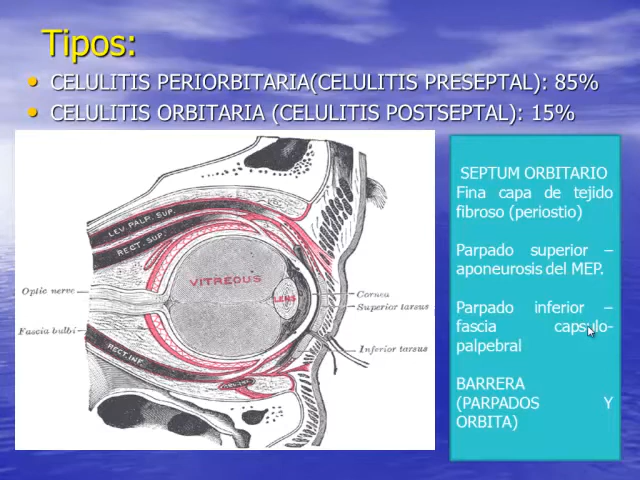 Tipos:
• CELULITIS PERIORBITARIA(CELULITIS PRESEPTAL): 85%
• CELULITIS ORBITARIA (CELULITIS POSTSEPTAL): 15%
LEV. PALP. SUP.
RECT. SUP.
VITREOUS
LENS
Optic nerve
Fascia bulbi
RECT. INF.
Cornea
Superior tarsus
Inferior tarsus
SEPTUM ORBITARIO
Fina capa de tejido
fibroso (periostio)
Parpado superior –
aponeurosis del MEP.
Parpado inferior –
fascia capsulo-
palpebral
BARRERA
(PARPADOS Y
ORBITA)